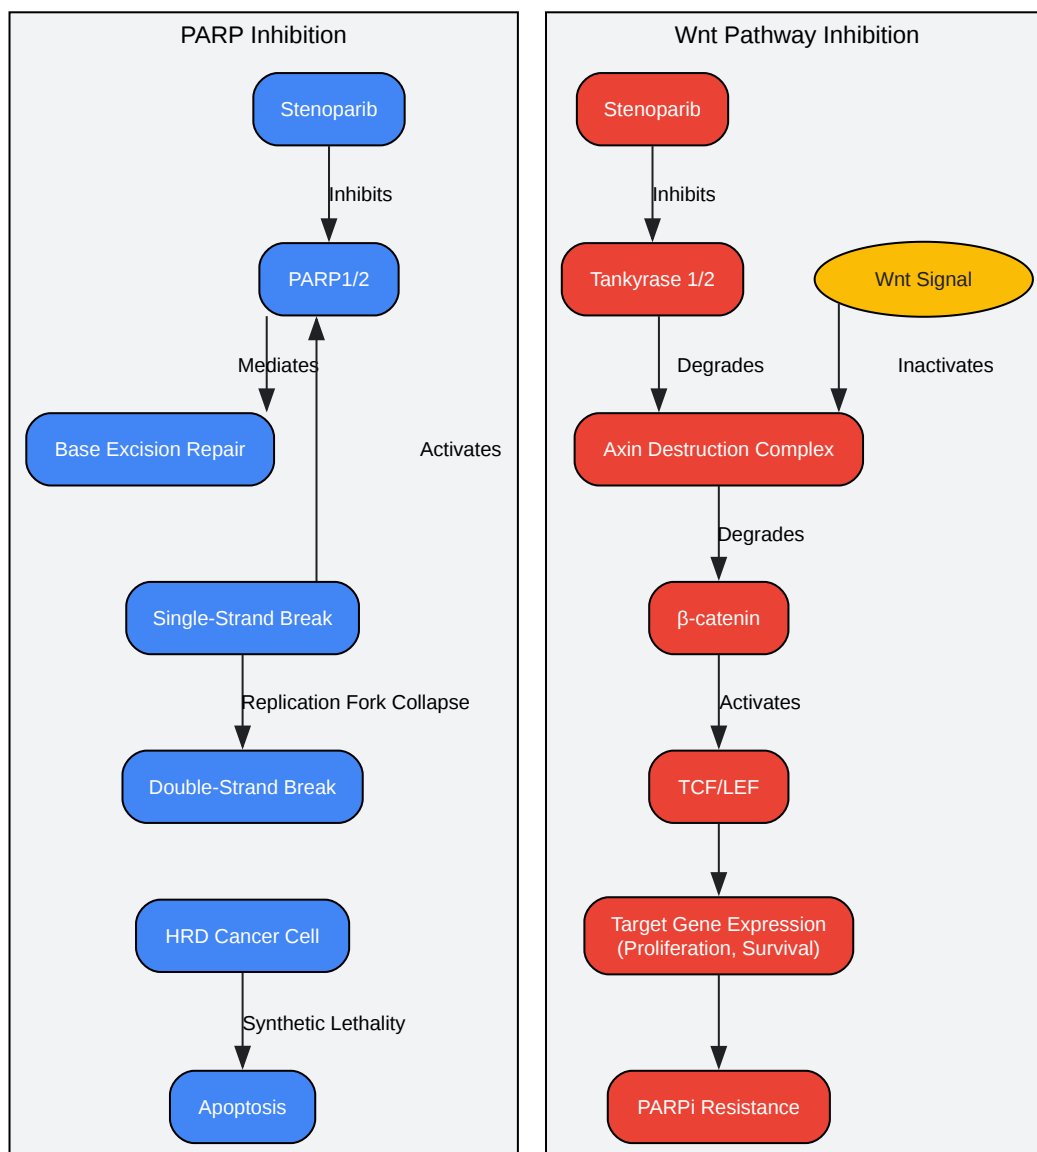 PARP Inhibition
Stenoparib
Inhibits
PARP1/2
Mediates
Base Excision Repair
Activates
Single-Strand Break
Replication Fork Collapse
Double-Strand Break
HRD Cancer Cell
Synthetic Lethality
Apoptosis
Wnt Pathway Inhibition
Stenoparib
Inhibits
Tankyrase 1/2
Wnt Signal
Degrades
Inactivates
Axin Destruction Complex
Degrades
β-catenin
Activates
TCF/LEF
Target Gene Expression
(Proliferation, Survival)
PARPi Resistance